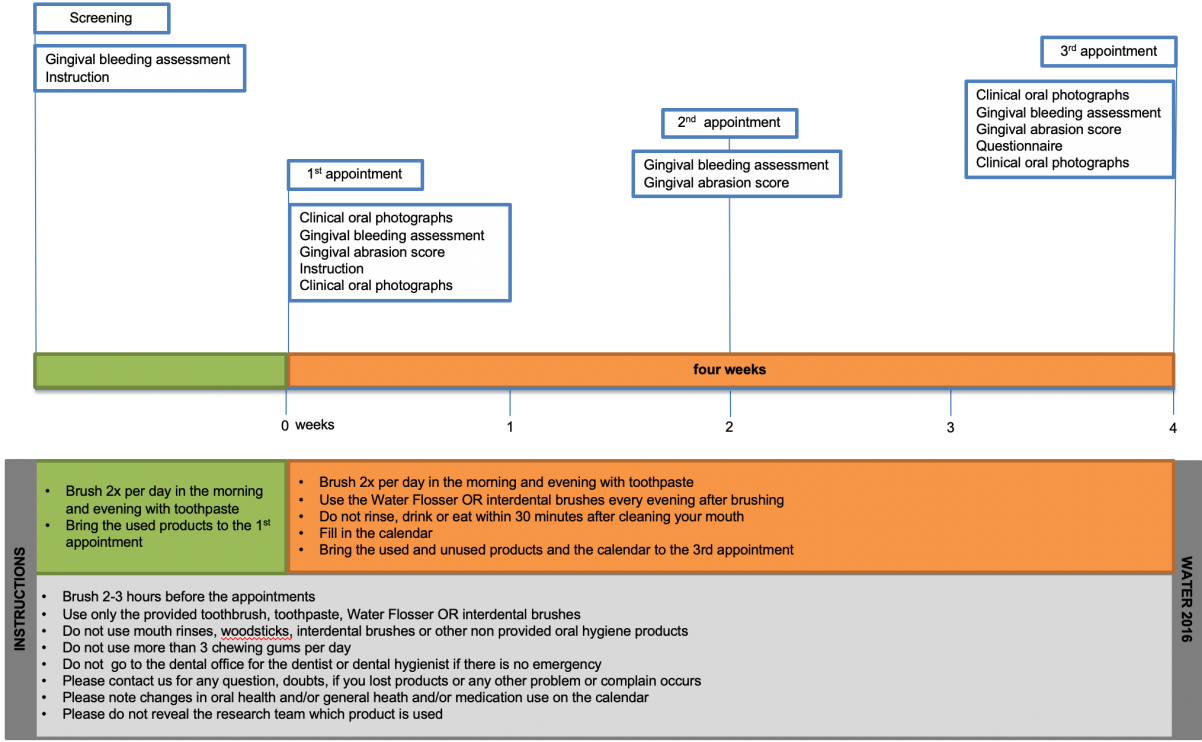 Screening
Gingival bleeding assessment
Instruction
1st appointment
Clinical oral photographs
Gingival bleeding assessment
Gingival abrasion score
Instruction
Clinical oral photographs
2nd appointment
Gingival bleeding assessment
Gingival abrasion score
3rd appointment
Clinical oral photographs
Gingival bleeding assessment
Gingival abrasion score
Questionnaire
Clinical oral photographs
four weeks
0 weeks 1 2 3 4
INSTRUCTIONS
• Brush 2x per day in the morning
and evening with toothpaste
• Bring the used products to the 1st
appointment
• Brush 2x per day in the morning and evening with toothpaste
• Use the Water Flosser OR interdental brushes every evening after brushing
• Do not rinse, drink or eat within 30 minutes after cleaning your mouth
• Fill in the calendar
• Bring the used and unused products and the calendar to the 3rd appointment
• Brush 2-3 hours before the appointments
• Use only the provided toothbrush, toothpaste, Water Flosser OR interdental brushes
• Do not use mouth rinses, woodsticks, interdental brushes or other non provided oral hygiene products
• Do not use more than 3 chewing gums per day
• Do not go to the dental office for the dentist or dental hygienist if there is no emergency
• Please contact us for any question, doubts, if you lost products or any other problem or complain occurs
• Please note changes in oral health and/or general heath and/or medication use on the calendar
• Please do not reveal the research team which product is used
WATER 2016